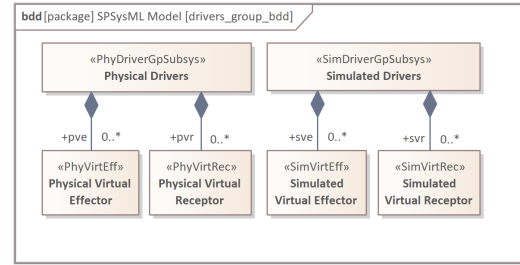 bdd [package] SPSysML Model [drivers_group_bdd]
«PhyDriverGpSubsys»
Physical Drivers
«SimDriverGpSubsys»
Simulated Drivers
+pve 0..*
+pvr 0..*
+sve 0..*
+svr 0..*
«PhyVirtEff»
Physical Virtual
Effector
«PhyVirtRec»
Physical Virtual
Receptor
«SimVirtEff»
Simulated
Virtual Effector
«SimVirtRec»
Simulated
Virtual Receptor